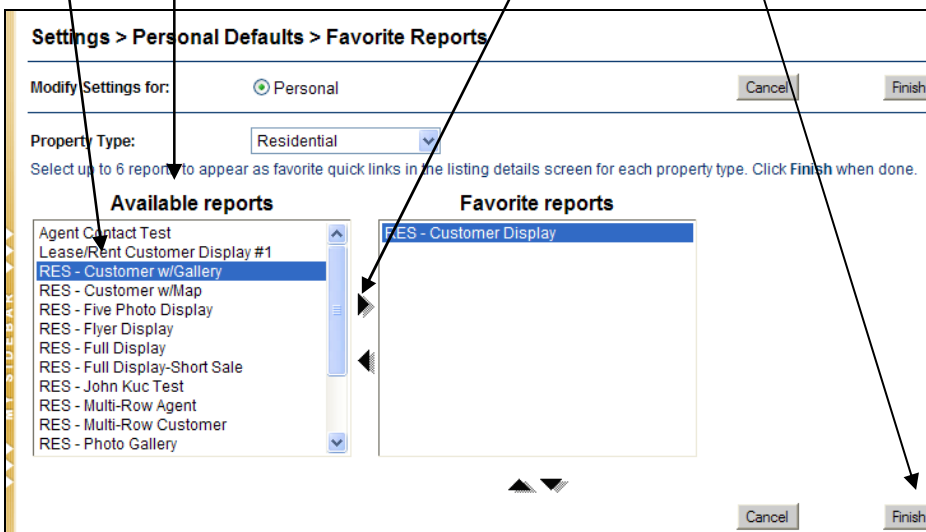 Settings > Personal Defaults > Favorite Reports
Modify Settings for: Personal Cancel Finish
Property Type: Residential
Select up to 6 reports to appear as favorite quick links in the listing details screen for each property type. Click Finish when done.
Available reports Favorite reports
Agent Contact Test RES - Customer Display
Lease/Rent Customer Display #1
RES - Customer w/Gallery
RES - Customer w/Map
RES - Five Photo Display
RES - Flyer Display
RES - Full Display
RES - Full Display-Short Sale
RES - John Kuc Test
RES - Multi-Row Agent
RES - Multi-Row Customer
RES - Photo Gallery
MY SIDEBAR
Cancel Finish